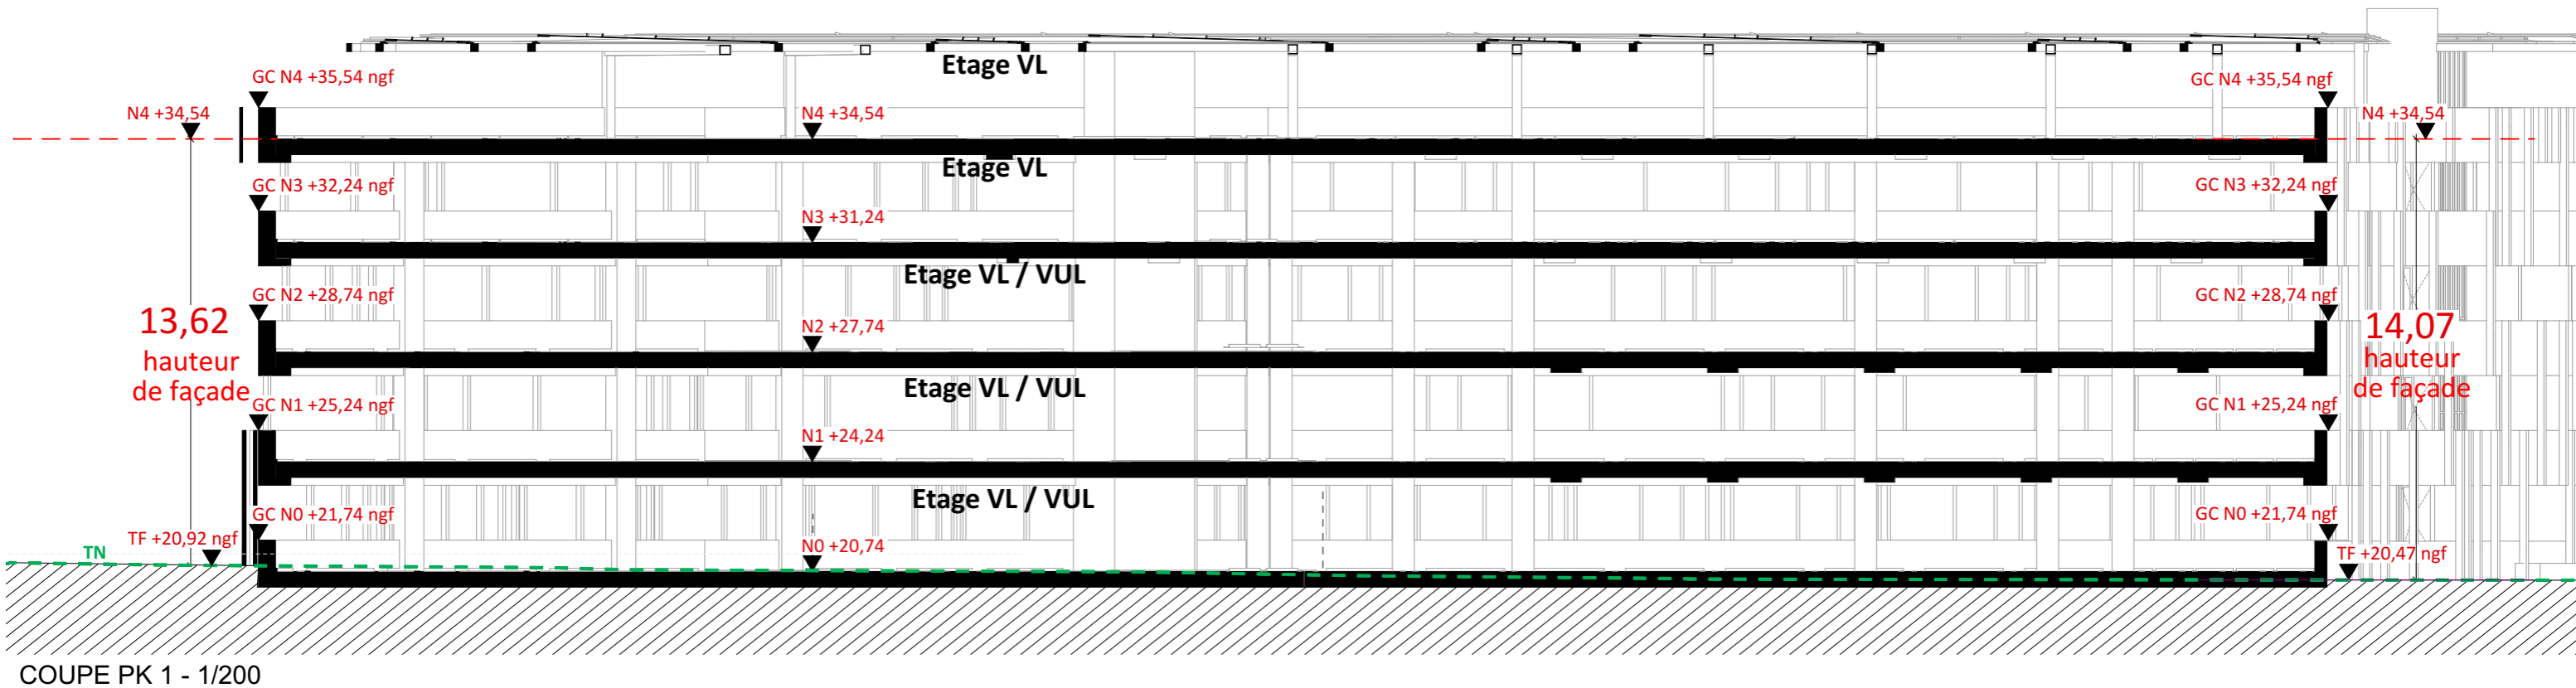 Etage VL
GC N4 +35,54 ngf
GC N4 +35,54 ngf
N4 +34,54
N4 +34,54
N4 +34,54
Etage VL
GC N3 +32,24 ngf
GC N3 +32,24 ngf
N3 +31,24
Etage VL / VUL
GC N2 +28,74 ngf
GC N2 +28,74 ngf
13,62
hauteur
de façade
N2 +27,74
14,07
hauteur
de façade
Etage VL / VUL
GC N1 +25,24 ngf
GC N1 +25,24 ngf
N1 +24,24
Etage VL / VUL
GC N0 +21,74 ngf
GC N0 +21,74 ngf
TF +20,92 ngf
TN
N0 +20,74
TF +20,47 ngf
COUPE PK 1 - 1/200